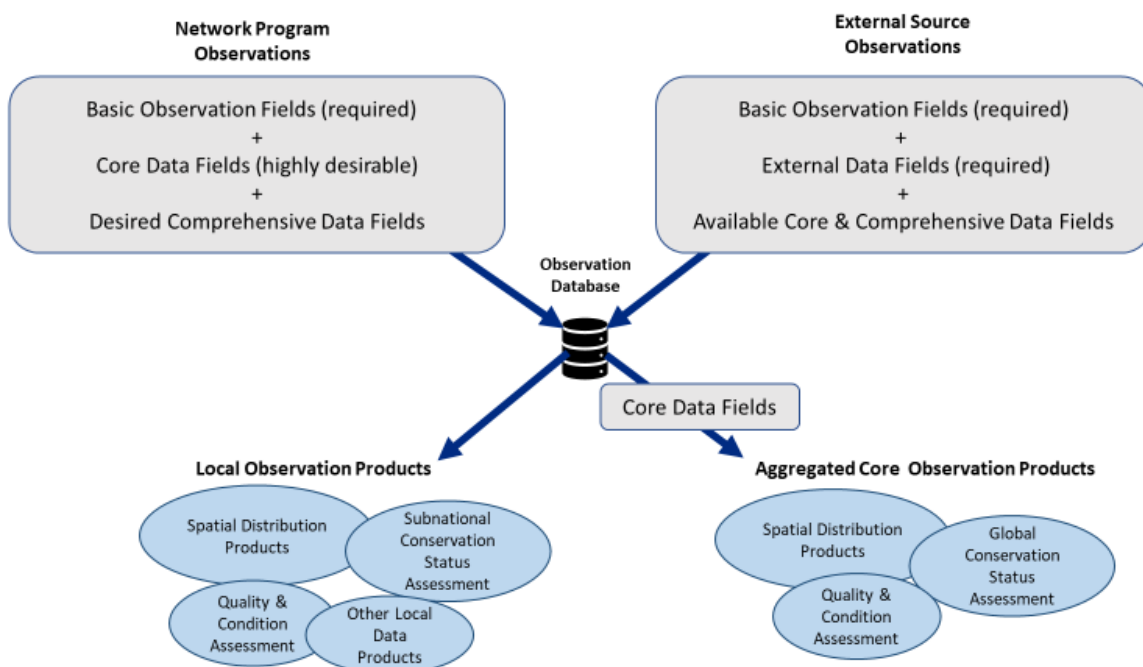 Network Program
Observations
External Source
Observations
Basic Observation Fields (required)
+
Core Data Fields (highly desirable)
+
Desired Comprehensive Data Fields
Basic Observation Fields (required)
+
External Data Fields (required)
+
Available Core & Comprehensive Data Fields
Observation
Database
Core Data Fields
Local Observation Products
Spatial Distribution
Products
Subnational
Conservation
Status
Assessment
Quality &
Condition
Assessment
Other Local
Data
Products
Aggregated Core Observation Products
Spatial Distribution
Products
Global
Conservation
Status
Assessment
Quality &
Condition
Assessment